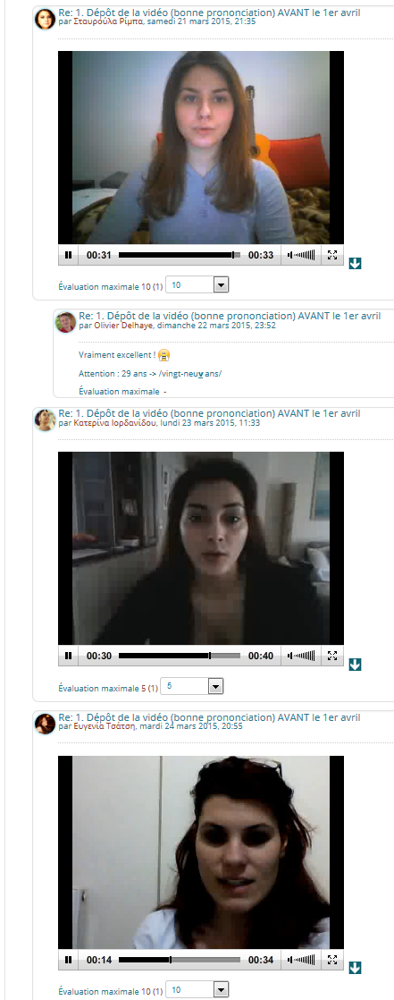 Re: 1. Dépôt de la vidéo (bonne prononciation) AVANT le 1er avril
par Σταυρούλα Ρίμπα, samedi 21 mars 2015, 21:35
00:31 00:33
Évaluation maximale 10 (1) 10
Re: 1. Dépôt de la vidéo (bonne prononciation) AVANT le 1er avril
par Olivier Delhaye, dimanche 22 mars 2015, 23:52
Vraiment excellent !
Attention : 29 ans -> /vingt-neuv ans/
Évaluation maximale -
Re: 1. Dépôt de la vidéo (bonne prononciation) AVANT le 1er avril
par Κατερίνα Ιορδανίδου, lundi 23 mars 2015, 11:33
00:30 00:40
Évaluation maximale 5 (1) 5
Re: 1. Dépôt de la vidéo (bonne prononciation) AVANT le 1er avril
par Ευγενία Τσάτση, mardi 24 mars 2015, 20:55
00:14 00:34
Évaluation maximale 10 (1) 10